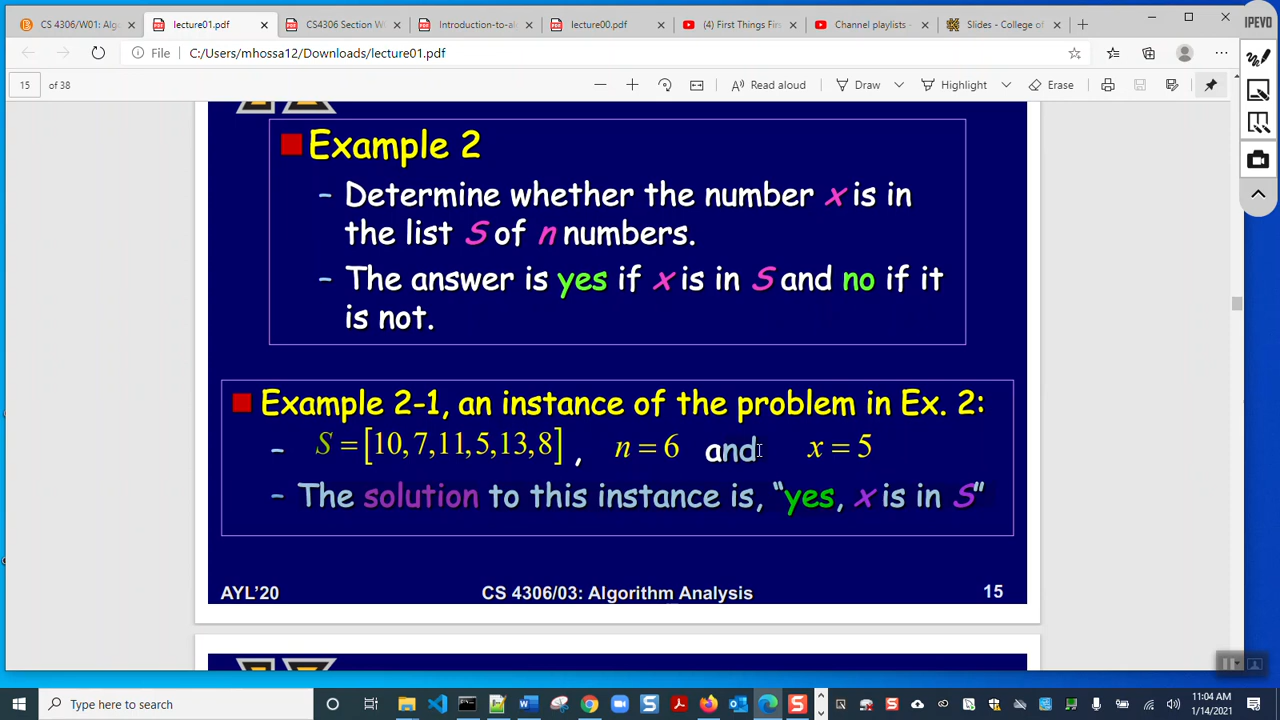 CS 4306/W01: Algo
lecture01.pdf
CS4306 Section W
Introduction-to-a
lecture00.pdf
(4) First Things Fir
Channel playlists -
Slides - College of
IPEVO
File C:/Users/mhossa12/Downloads/lecture01.pdf
15 of 38
Read aloud
Draw
Highlight
Erase
Example 2
– Determine whether the number x is in
the list S of n numbers.
– The answer is yes if x is in S and no if it
is not.
Example 2-1, an instance of the problem in Ex. 2:
– S = [10, 7,11, 5,13, 8] , n = 6 and x = 5
– The solution to this instance is, “yes, x is in S”
AYL’20
CS 4306/03: Algorithm Analysis
15
Type here to search
11:04 AM
1/14/2021